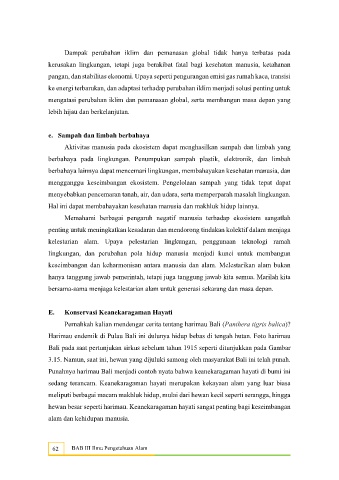 Dampak perubahan iklim dan pemanasan global tidak hanya terbatas pada
kerusakan lingkungan, tetapi juga berakibat fatal bagi kesehatan manusia, ketahanan
pangan, dan stabilitas ekonomi. Upaya seperti pengurangan emisi gas rumah kaca, transisi
ke energi terbarukan, dan adaptasi terhadap perubahan iklim menjadi solusi penting untuk
mengatasi perubahan iklim dan pemanasan global, serta membangun masa depan yang
lebih hijau dan berkelanjutan.
e. Sampah dan limbah berbahaya
Aktivitas manusia pada ekosistem dapat menghasilkan sampah dan limbah yang
berbahaya pada lingkungan. Penumpukan sampah plastik, elektronik, dan limbah
berbahaya lainnya dapat mencemari lingkungan, membahayakan kesehatan manusia, dan
mengganggu keseimbangan ekosistem. Pengelolaan sampah yang tidak tepat dapat
menyebabkan pencemaran tanah, air, dan udara, serta memperparah masalah lingkungan.
Hal ini dapat membahayakan kesehatan manusia dan makhluk hidup lainnya.
Memahami berbagai pengaruh negatif manusia terhadap ekosistem sangatlah
penting untuk meningkatkan kesadaran dan mendorong tindakan kolektif dalam menjaga
kelestarian alam. Upaya pelestarian lingkungan, penggunaan teknologi ramah
lingkungan, dan perubahan pola hidup manusia menjadi kunci untuk membangun
keseimbangan dan keharmonisan antara manusia dan alam. Melestarikan alam bukan
hanya tanggung jawab pemerintah, tetapi juga tanggung jawab kita semua. Marilah kita
bersama-sama menjaga kelestarian alam untuk generasi sekarang dan masa depan.
E. Konservasi Keanekaragaman Hayati
Pernahkah kalian mendengar cerita tentang harimau Bali (Panthera tigris balica)?
Harimau endemik di Pulau Bali ini dulunya hidup bebas di tengah hutan. Foto harimau
Bali pada saat pertunjukan sirkus sebelum tahun 1915 seperti ditunjukkan pada Gambar
3.15. Namun, saat ini, hewan yang dijuluki samong oleh masyarakat Bali ini telah punah.
Punahnya harimau Bali menjadi contoh nyata bahwa keanekaragaman hayati di bumi ini
sedang terancam. Keanekaragaman hayati merupakan kekayaan alam yang luar biasa
meliputi berbagai macam makhluk hidup, mulai dari hewan kecil seperti serangga, hingga
hewan besar seperti harimau. Keanekaragaman hayati sangat penting bagi keseimbangan
alam dan kehidupan manusia.
62 BAB III Ilmu Pengetahuan Alam